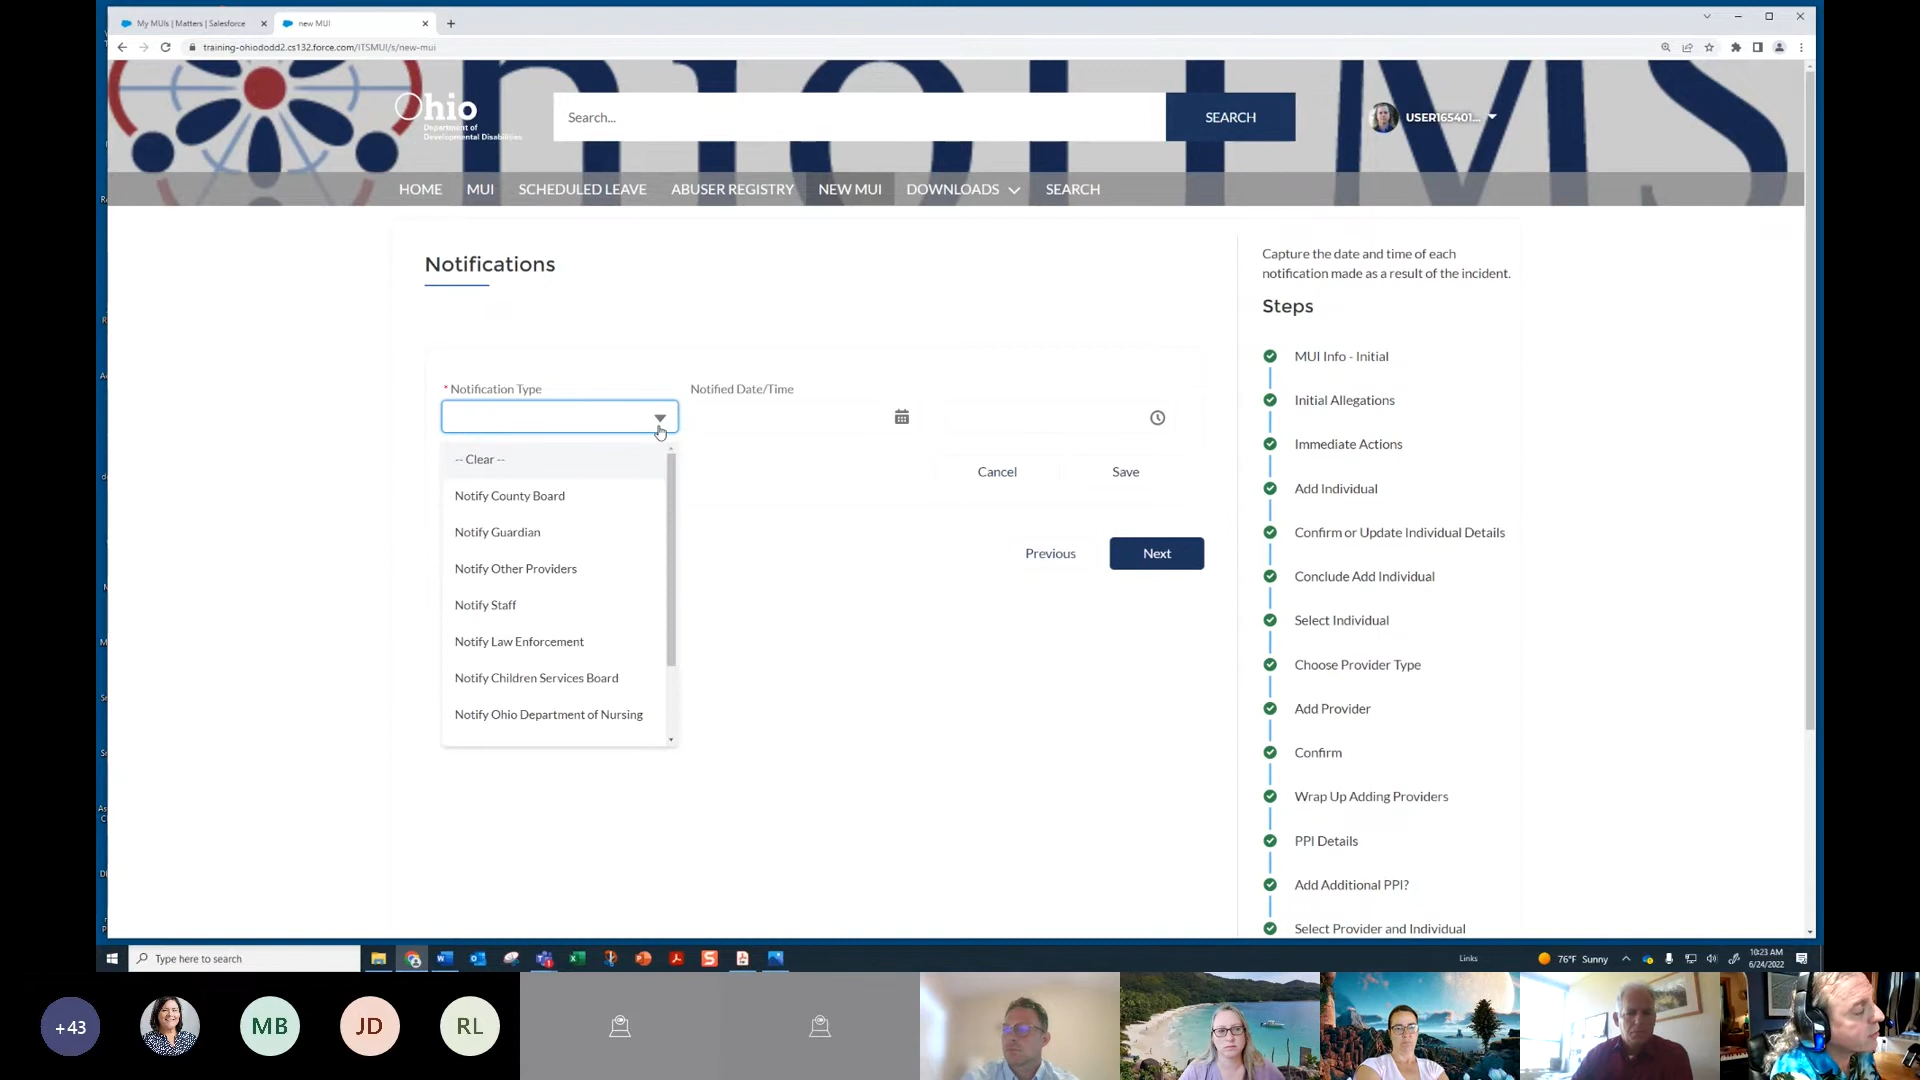 My MUIs | Matters | Salesforce
new MUI
training-ohiododd2.cs132.force.com/ITSMUI/s/new-mui
Ohio
Department of
Developmental Disabilities
Search...
SEARCH
USER165401...
HOME
MUI
SCHEDULED LEAVE
ABUSER REGISTRY
NEW MUI
DOWNLOADS
SEARCH
Notifications
* Notification Type
Notified Date/Time
-- Clear --
Notify County Board
Notify Guardian
Notify Other Providers
Notify Staff
Notify Law Enforcement
Notify Children Services Board
Notify Ohio Department of Nursing
Cancel
Save
Previous
Next
Capture the date and time of each
notification made as a result of the incident.
Steps
MUI Info - Initial
Initial Allegations
Immediate Actions
Add Individual
Confirm or Update Individual Details
Conclude Add Individual
Select Individual
Choose Provider Type
Add Provider
Confirm
Wrap Up Adding Providers
PPI Details
Add Additional PPI?
Select Provider and Individual
Type here to search
Links
76°F Sunny
10:23 AM
6/24/2022
+43
MB
JD
RL